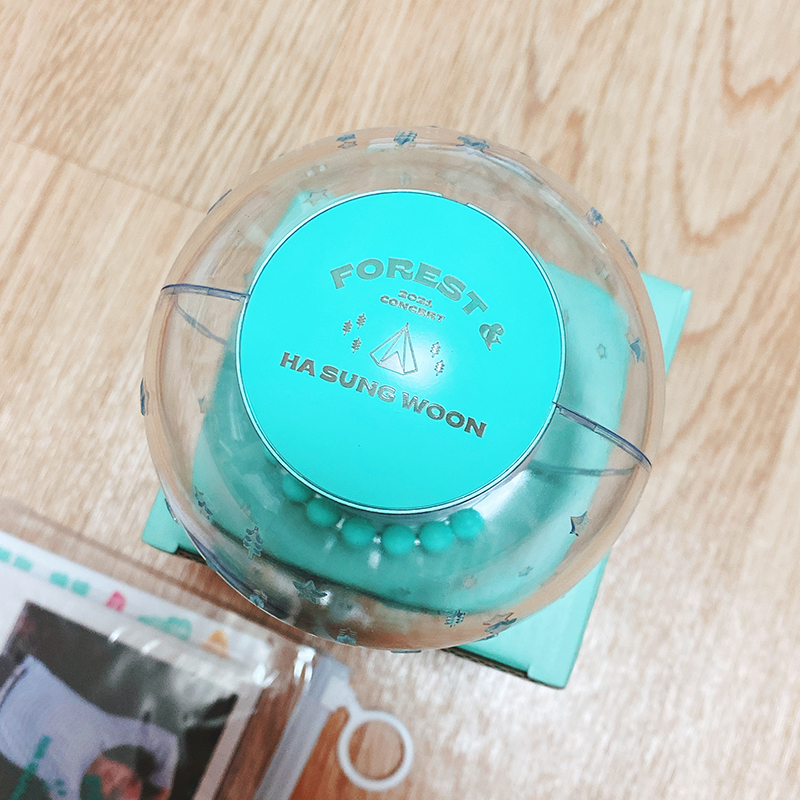 FOREST &
2021
CONCERT
HA SUNG WOON